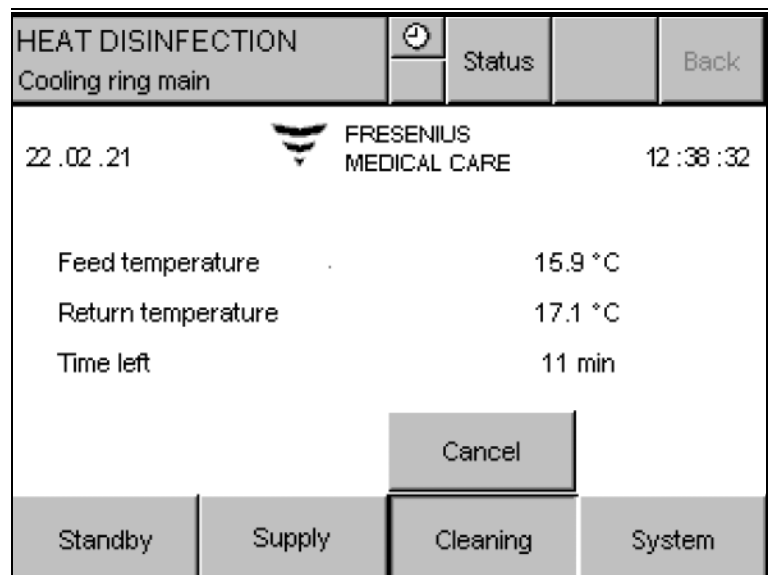 HEAT DISINFECTION
Cooling ring main
Status
Back
22.02.21
FRESENIUS
MEDICAL CARE
12:38:32
Feed temperature 15.9 °C
Return temperature 17.1 °C
Time left 11 min
Cancel
Standby Supply Cleaning System